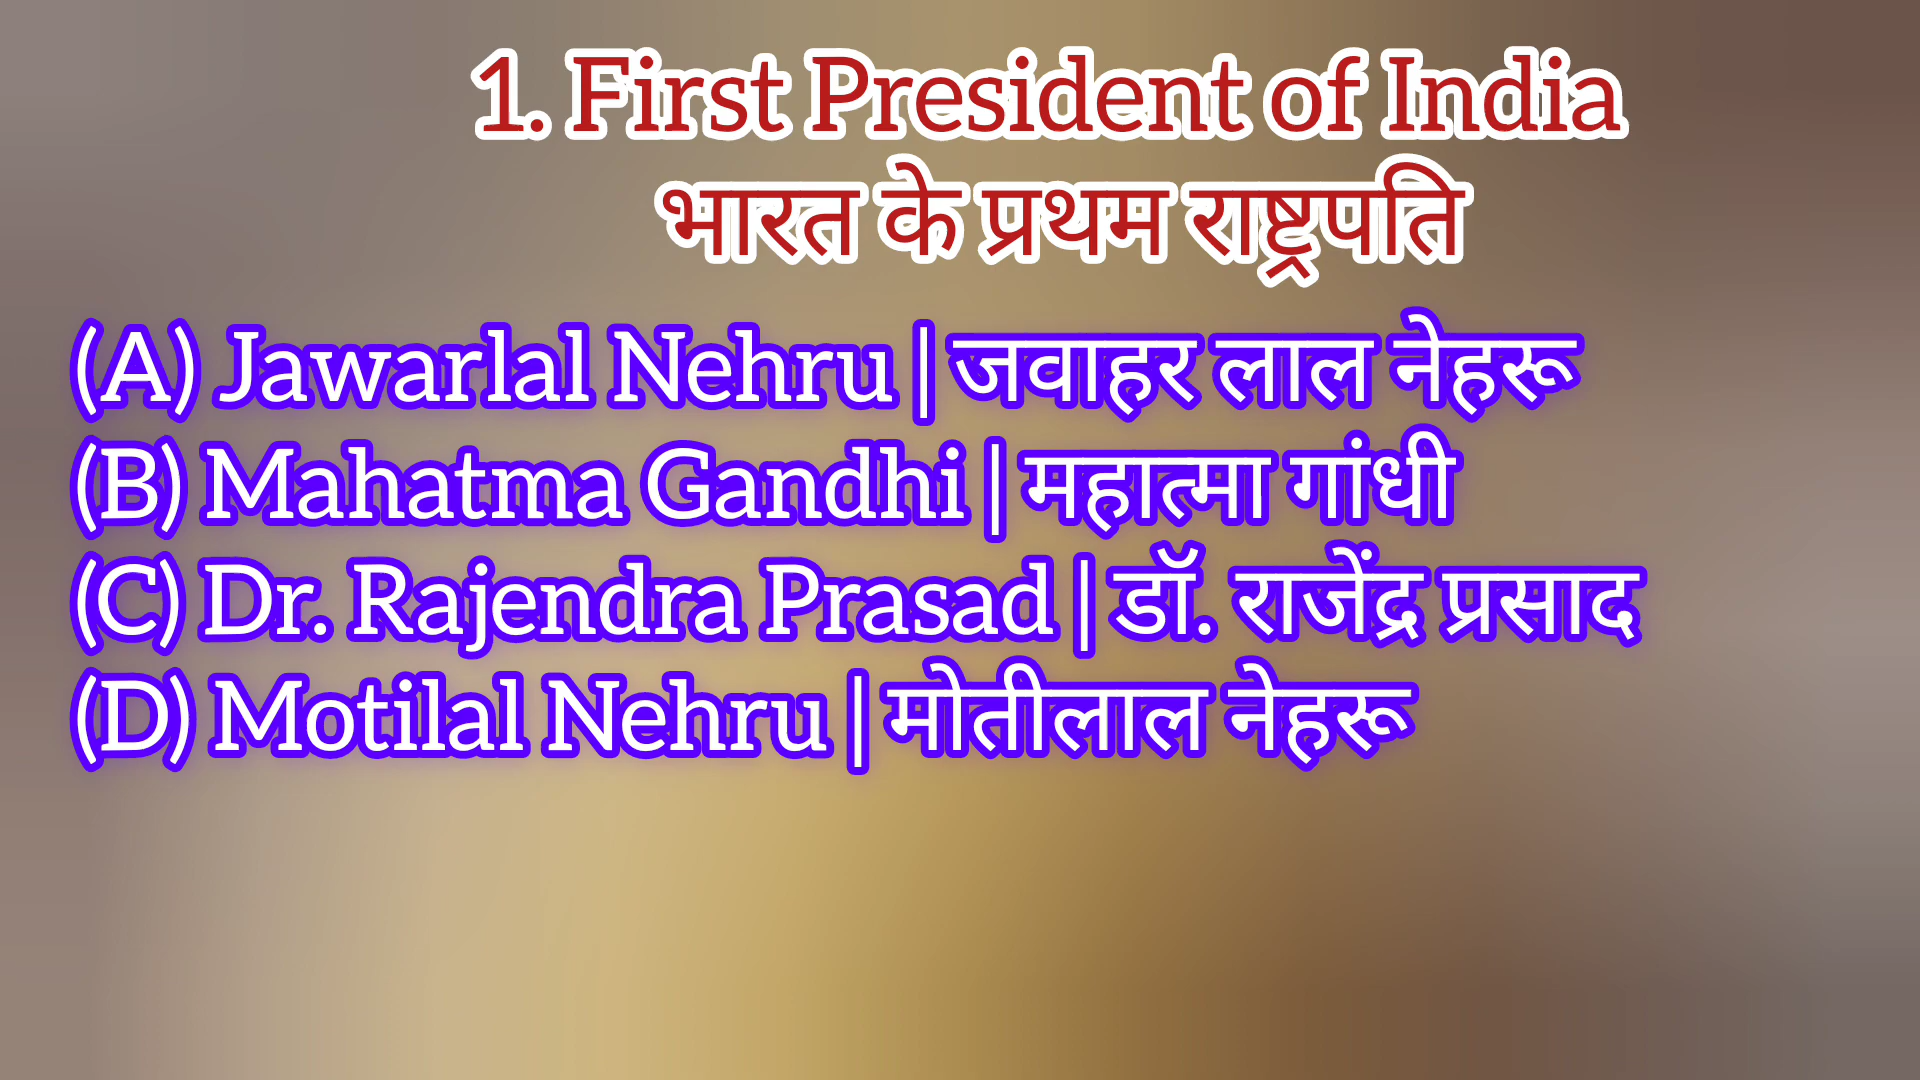 1. First President of India
भारत के प्रथम राष्ट्रपति
(A) Jawarlal Nehru | जवाहर लाल नेहरू
(B) Mahatma Gandhi | महात्मा गांधी
(C) Dr. Rajendra Prasad | डॉ. राजेंद्र प्रसाद
(D) Motilal Nehru | मोतीलाल नेहरू